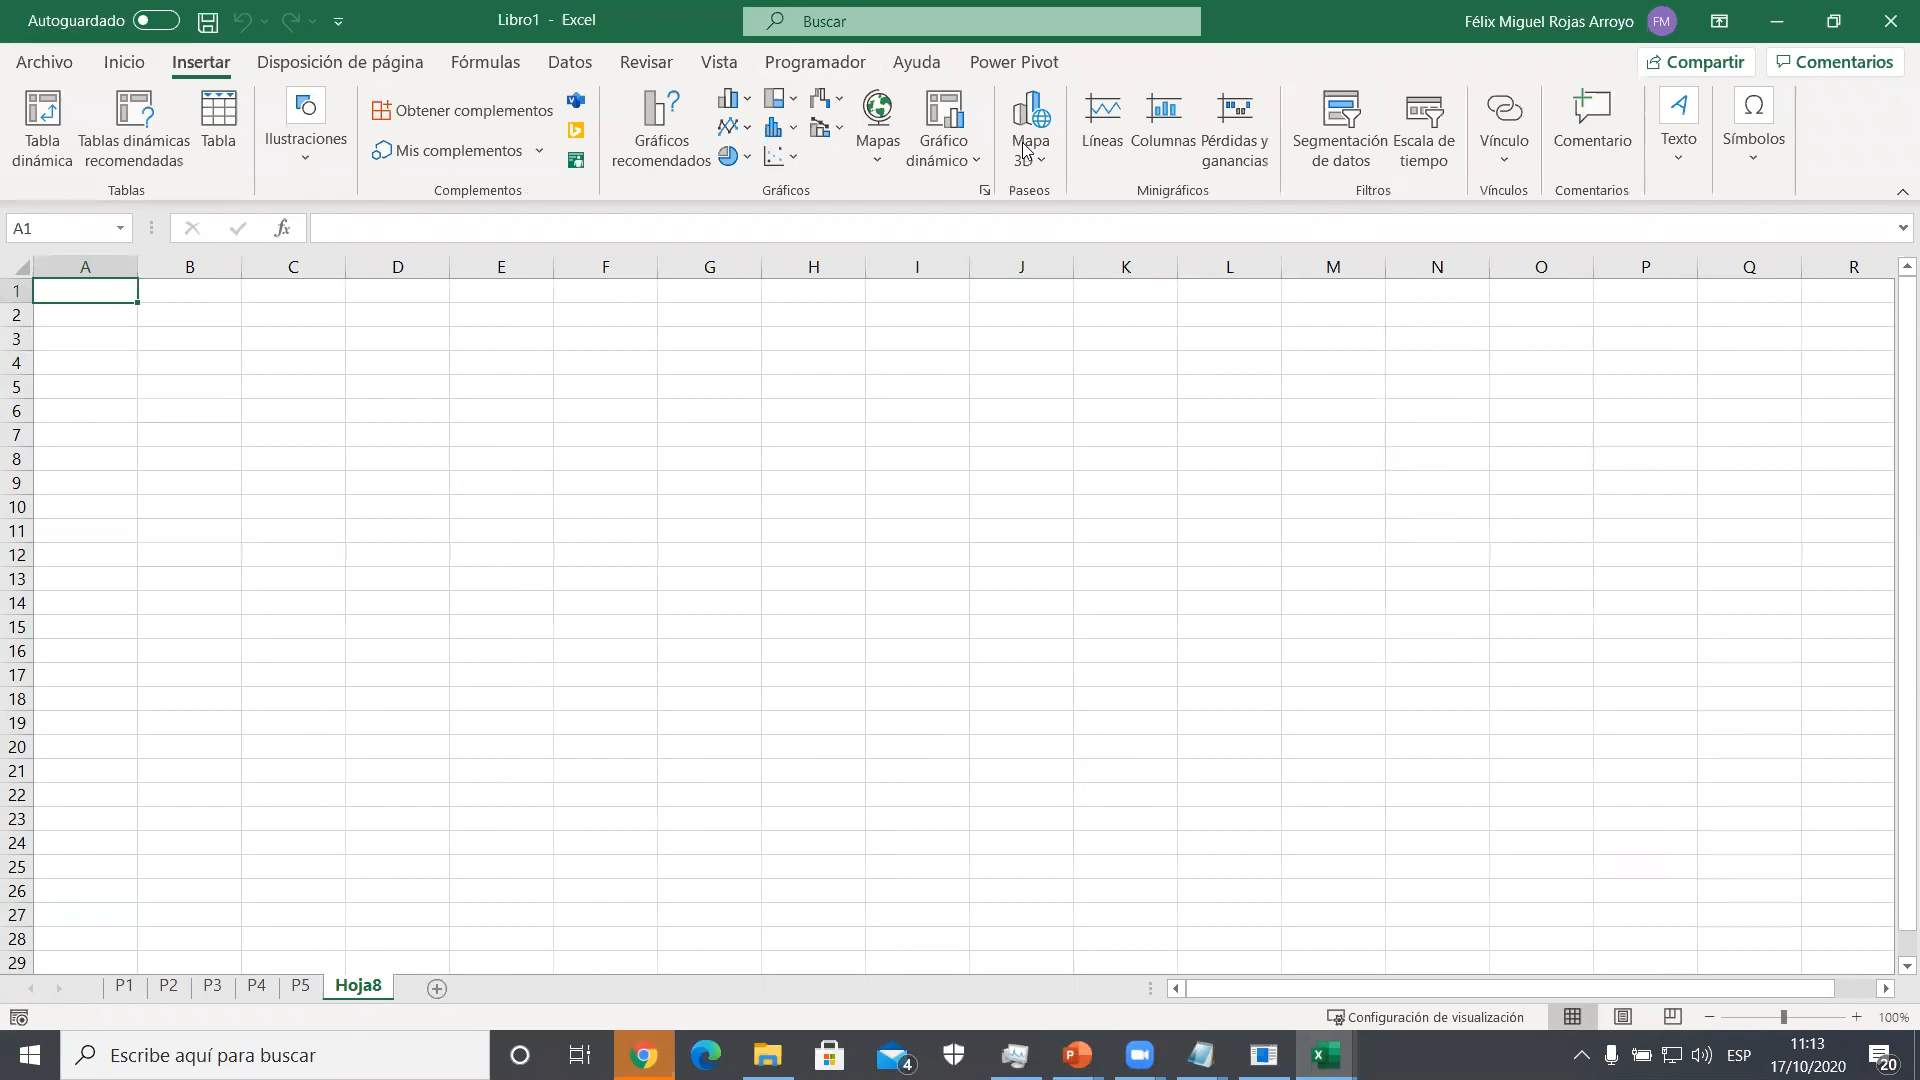 Autoguardado
Libro1 - Excel
Buscar
Félix Miguel Rojas Arroyo
FM
Archivo
Inicio
Insertar
Disposición de página
Fórmulas
Datos
Revisar
Vista
Programador
Ayuda
Power Pivot
Compartir
Comentarios
Tabla
dinámica
Tablas dinámicas
recomendadas
Tabla
Tablas
Ilustraciones
Obtener complementos
Mis complementos
Complementos
Gráficos
recomendados
Mapas
Gráfico
dinámico
Gráficos
Mapa
3D
Paseos
Líneas
Columnas
Pérdidas y
ganancias
Minigráficos
Segmentación
de datos
Escala de
tiempo
Filtros
Vínculo
Vínculos
Comentario
Comentarios
Texto
Símbolos
A1
fx
A B C D E F G H I J K L M N O P Q R
1
2
3
4
5
6
7
8
9
10
11
12
13
14
15
16
17
18
19
20
21
22
23
24
25
26
27
28
29
P1
P2
P3
P4
P5
Hoja8
Configuración de visualización
100%
Escribe aquí para buscar
4
ESP
11:13
17/10/2020
20